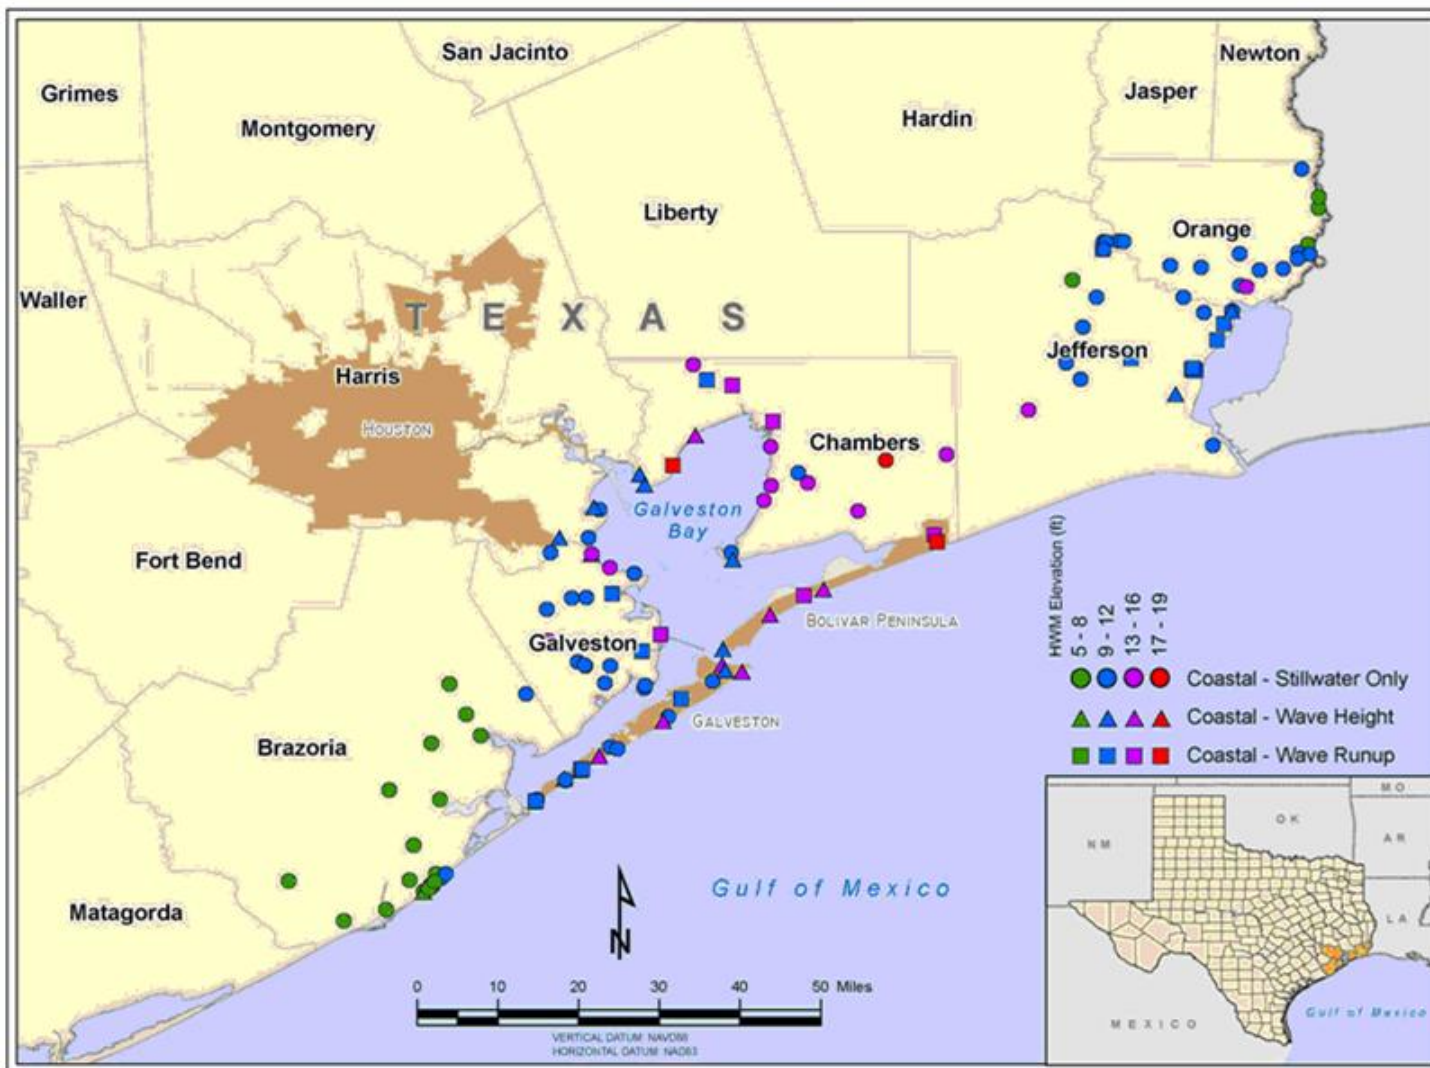 San Jacinto
Newton
Grimes
Jasper
Montgomery
Hardin
Liberty
Orange
Waller
TEXAS
Jefferson
Harris
HOUSTON
Chambers
Galveston
Bay
Fort Bend
BOLIVAR PENINSULA
Galveston
GALVESTON
Brazoria
Matagorda
Gulf of Mexico
N
0 10 20 30 40 50 Miles
VERTICAL DATUM: NAVD88
HORIZONTAL DATUM: NAD83
HWM Elevation (ft)
5 - 8
9 - 12
13 - 16
17 - 19
Coastal - Stillwater Only
Coastal - Wave Height
Coastal - Wave Runup
MO
OK
NM
AR
LA
MEXICO
Gulf of Mexico